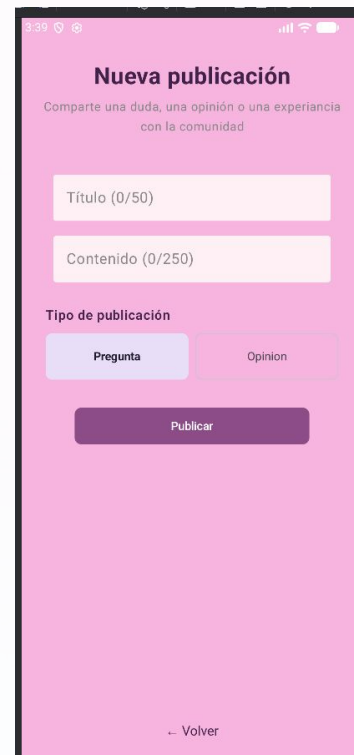 3:39
Nueva publicación
Comparte una duda, una opinión o una experiancia
con la comunidad
Título (0/50)
Contenido (0/250)
Tipo de publicación
Pregunta
Opinion
Publicar
← Volver